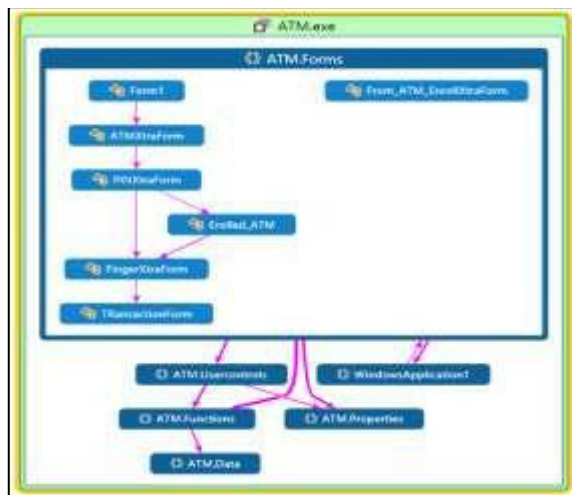 ATM.exe
ATM.Forms
Form1
From_ATM_EnrollXtraForm
ATMXtraForm
PINXtraForm
Enrlled_ATM
FingerXtraForm
TRansactionForm
ATM.Usercontrols
WindowsApplication1
ATM.Functions
ATM.Properties
ATM.Data